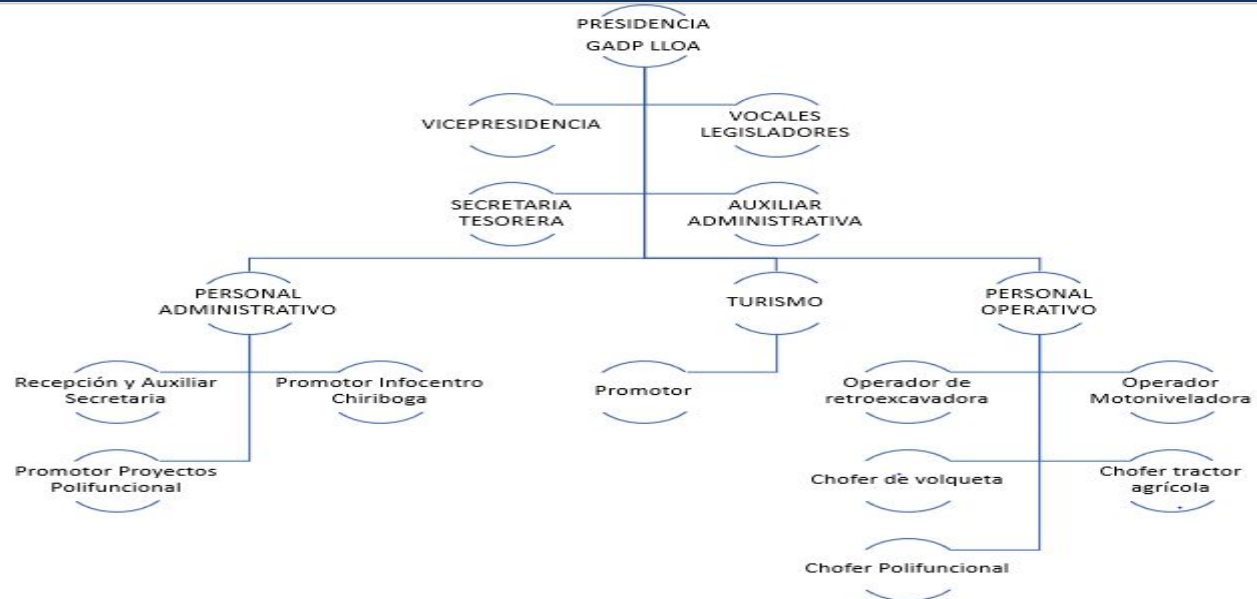 PRESIDENCIA
GADP LLOA
VICEPRESIDENCIA
VOCALES
LEGISLADORES
SECRETARIA
TESORERA
AUXILIAR
ADMINISTRATIVA
PERSONAL
ADMINISTRATIVO
TURISMO
PERSONAL
OPERATIVO
Recepción y Auxiliar
Secretaria
Promotor Infocentro
Chiriboga
Promotor
Operador de
retroexcavadora
Operador
Motoniveladora
Promotor Proyectos
Polifuncional
Chofer de volqueta
Chofer tractor
agrícola
Chofer Polifuncional